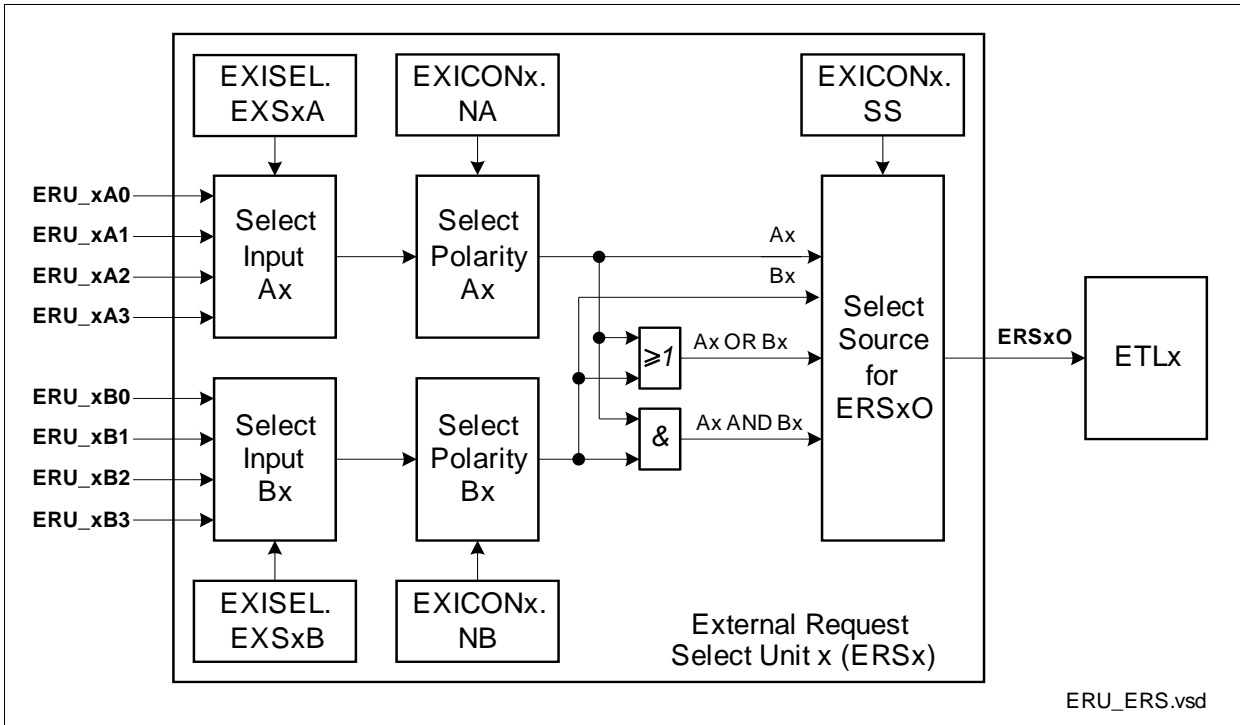 EXISEL.
EXSxA
EXICONx.
NA
EXICONx.
SS
ERU_xA0
ERU_xA1
ERU_xA2
ERU_xA3
Select
Input
Ax
Select
Polarity
Ax
Ax
Bx
≥1
Ax OR Bx
&
Ax AND Bx
Select
Source
for
ERSxO
ERSxO
ETLx
ERU_xB0
ERU_xB1
ERU_xB2
ERU_xB3
Select
Input
Bx
Select
Polarity
Bx
EXISEL.
EXSxB
EXICONx.
NB
External Request
Select Unit x (ERSx)
ERU_ERS.vsd